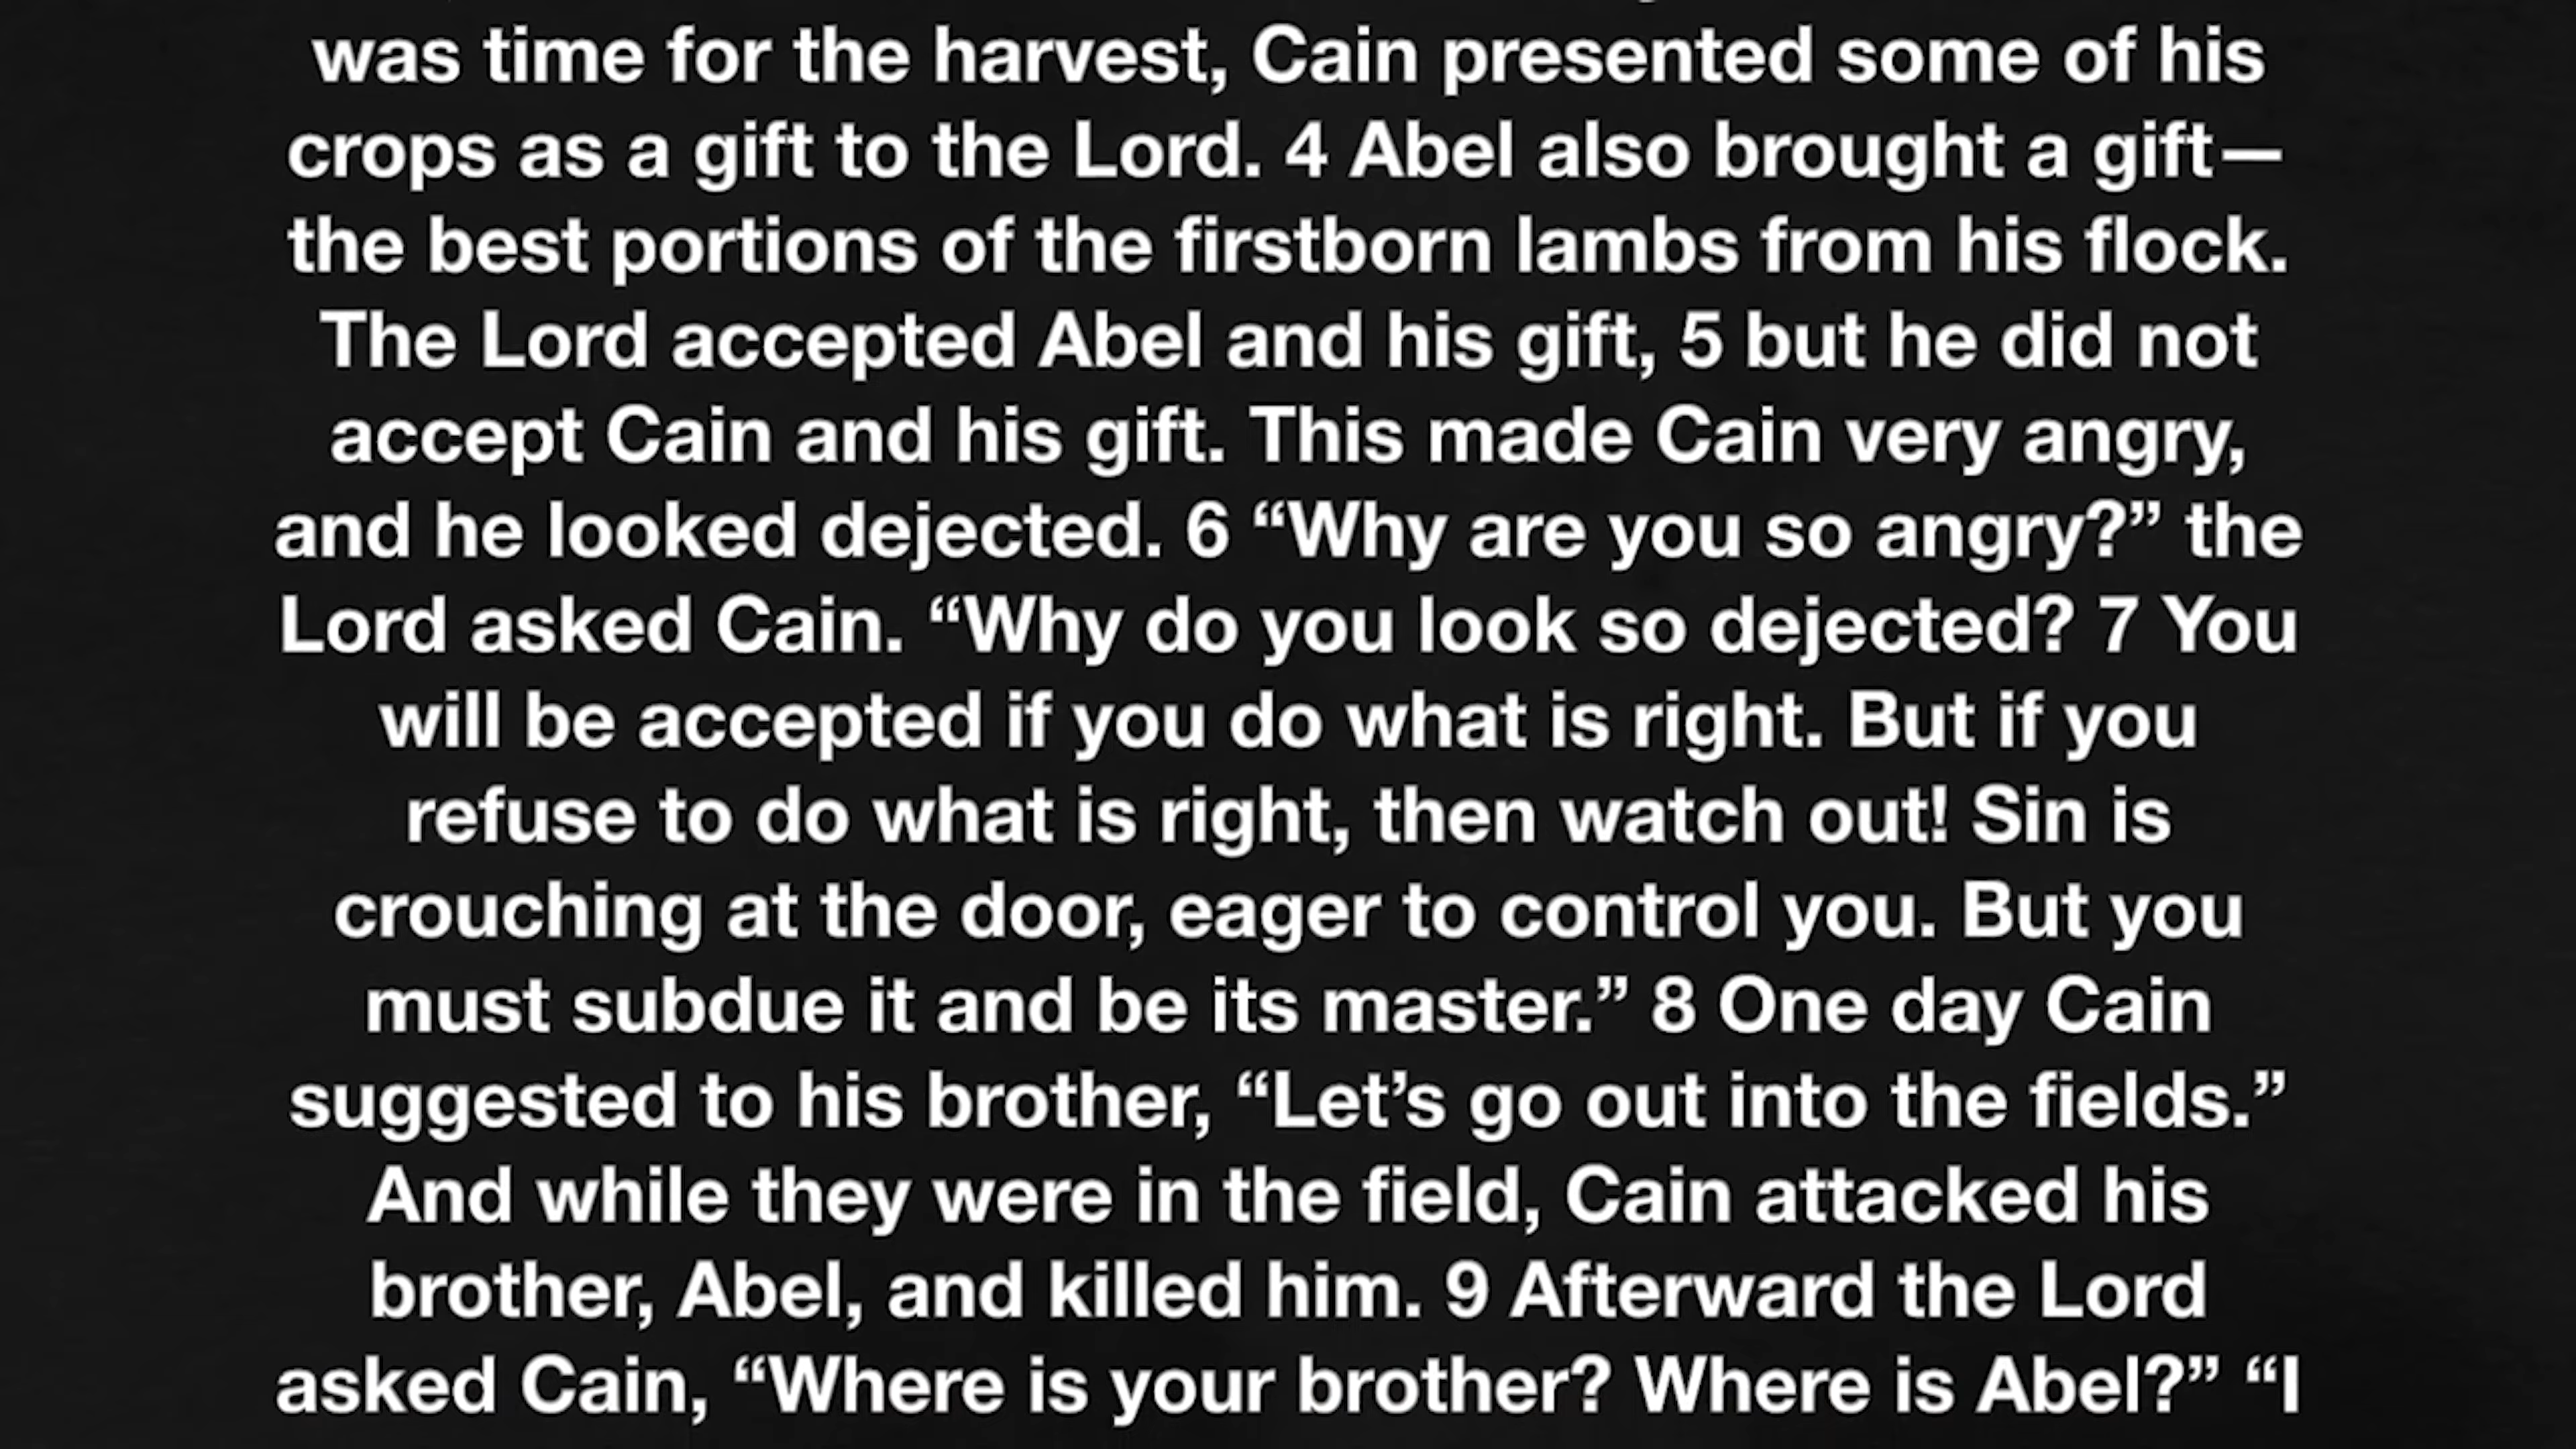 was time for the harvest, Cain presented some of his
crops as a gift to the Lord. 4 Abel also brought a gift—
the best portions of the firstborn lambs from his flock.
The Lord accepted Abel and his gift, 5 but he did not
accept Cain and his gift. This made Cain very angry,
and he looked dejected. 6 “Why are you so angry?” the
Lord asked Cain. “Why do you look so dejected? 7 You
will be accepted if you do what is right. But if you
refuse to do what is right, then watch out! Sin is
crouching at the door, eager to control you. But you
must subdue it and be its master.” 8 One day Cain
suggested to his brother, “Let’s go out into the fields.”
And while they were in the field, Cain attacked his
brother, Abel, and killed him. 9 Afterward the Lord
asked Cain, “Where is your brother? Where is Abel?” “I